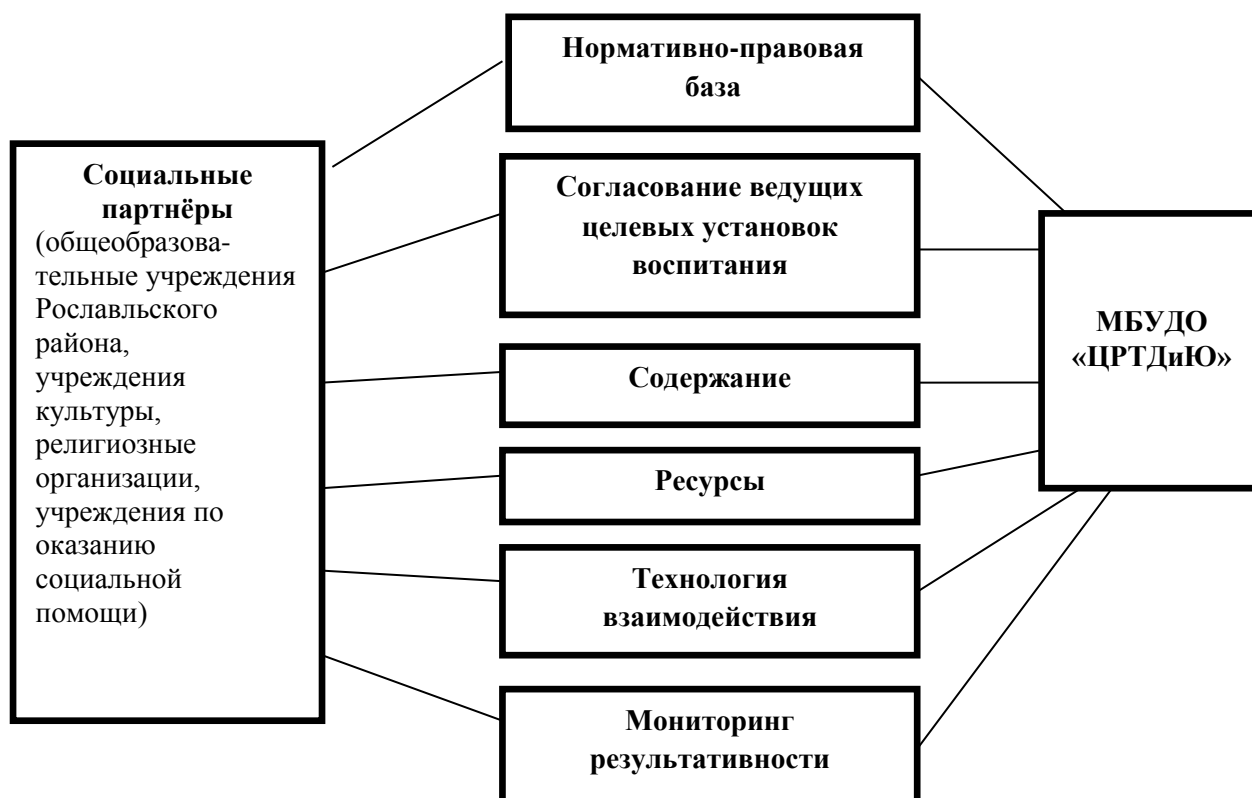 Нормативно-правовая
база
Социальные
партнёры
(общеобразова-
тельные учреждения
Рославльского
района,
учреждения
культуры,
религиозные
организации,
учреждения по
оказанию
социальной
помощи)
Согласование ведущих
целевых установок
воспитания
Содержание
Ресурсы
Технология
взаимодействия
Мониторинг
результативности
МБУДО
«ЦРТДиЮ»